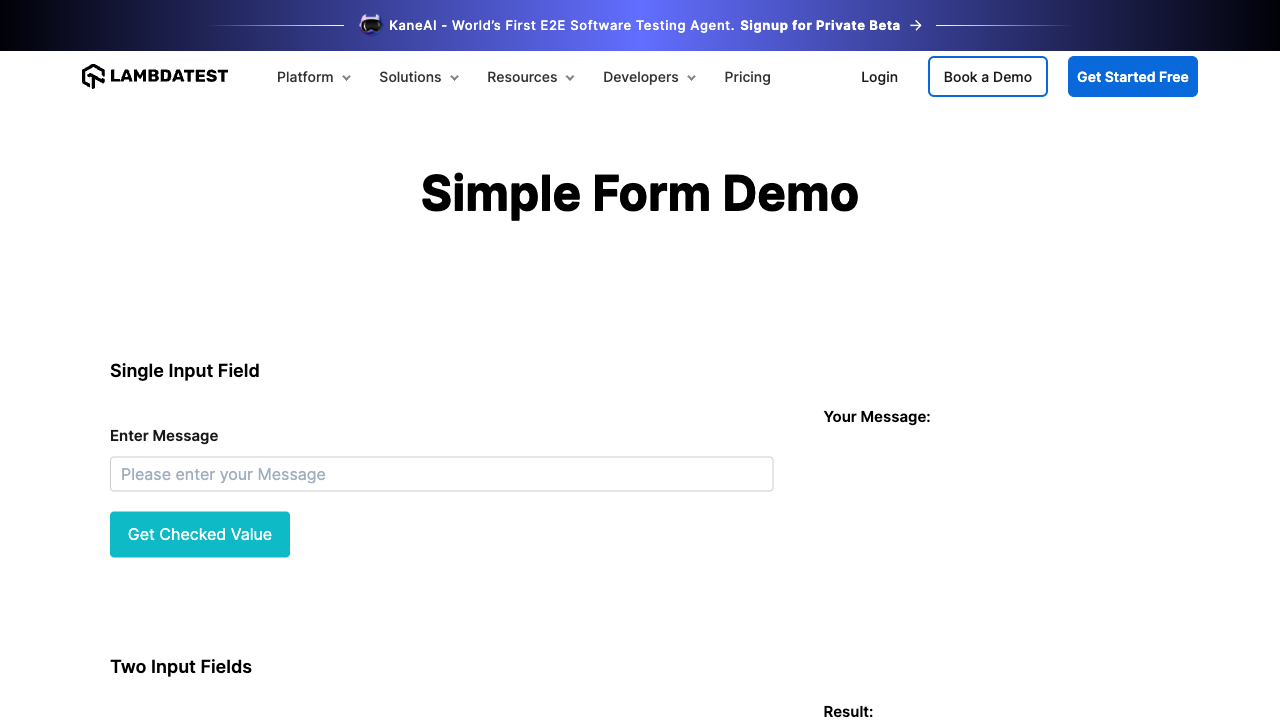 KaneAI - World's First E2E Software Testing Agent. Signup for Private Beta →
LAMBDATEST Platform Solutions Resources Developers Pricing Login Book a Demo Get Started Free
Simple Form Demo
Single Input Field
Your Message:
Enter Message
Please enter your Message
Get Checked Value
Two Input Fields
Result: